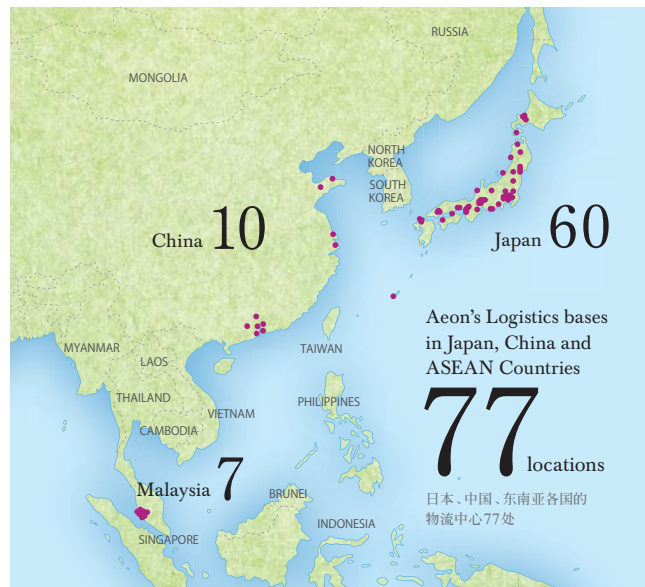 RUSSIA
MONGOLIA
NORTH
KOREA
SOUTH
KOREA
China 10
Japan 60
Aeon's Logistics bases
in Japan, China and
ASEAN Countries
77 locations
日本、中国、东南亚各国的
物流中心77处
MYANMAR
LAOS
TAIWAN
THAILAND
VIETNAM
PHILIPPINES
CAMBODIA
Malaysia 7
BRUNEI
INDONESIA
SINGAPORE